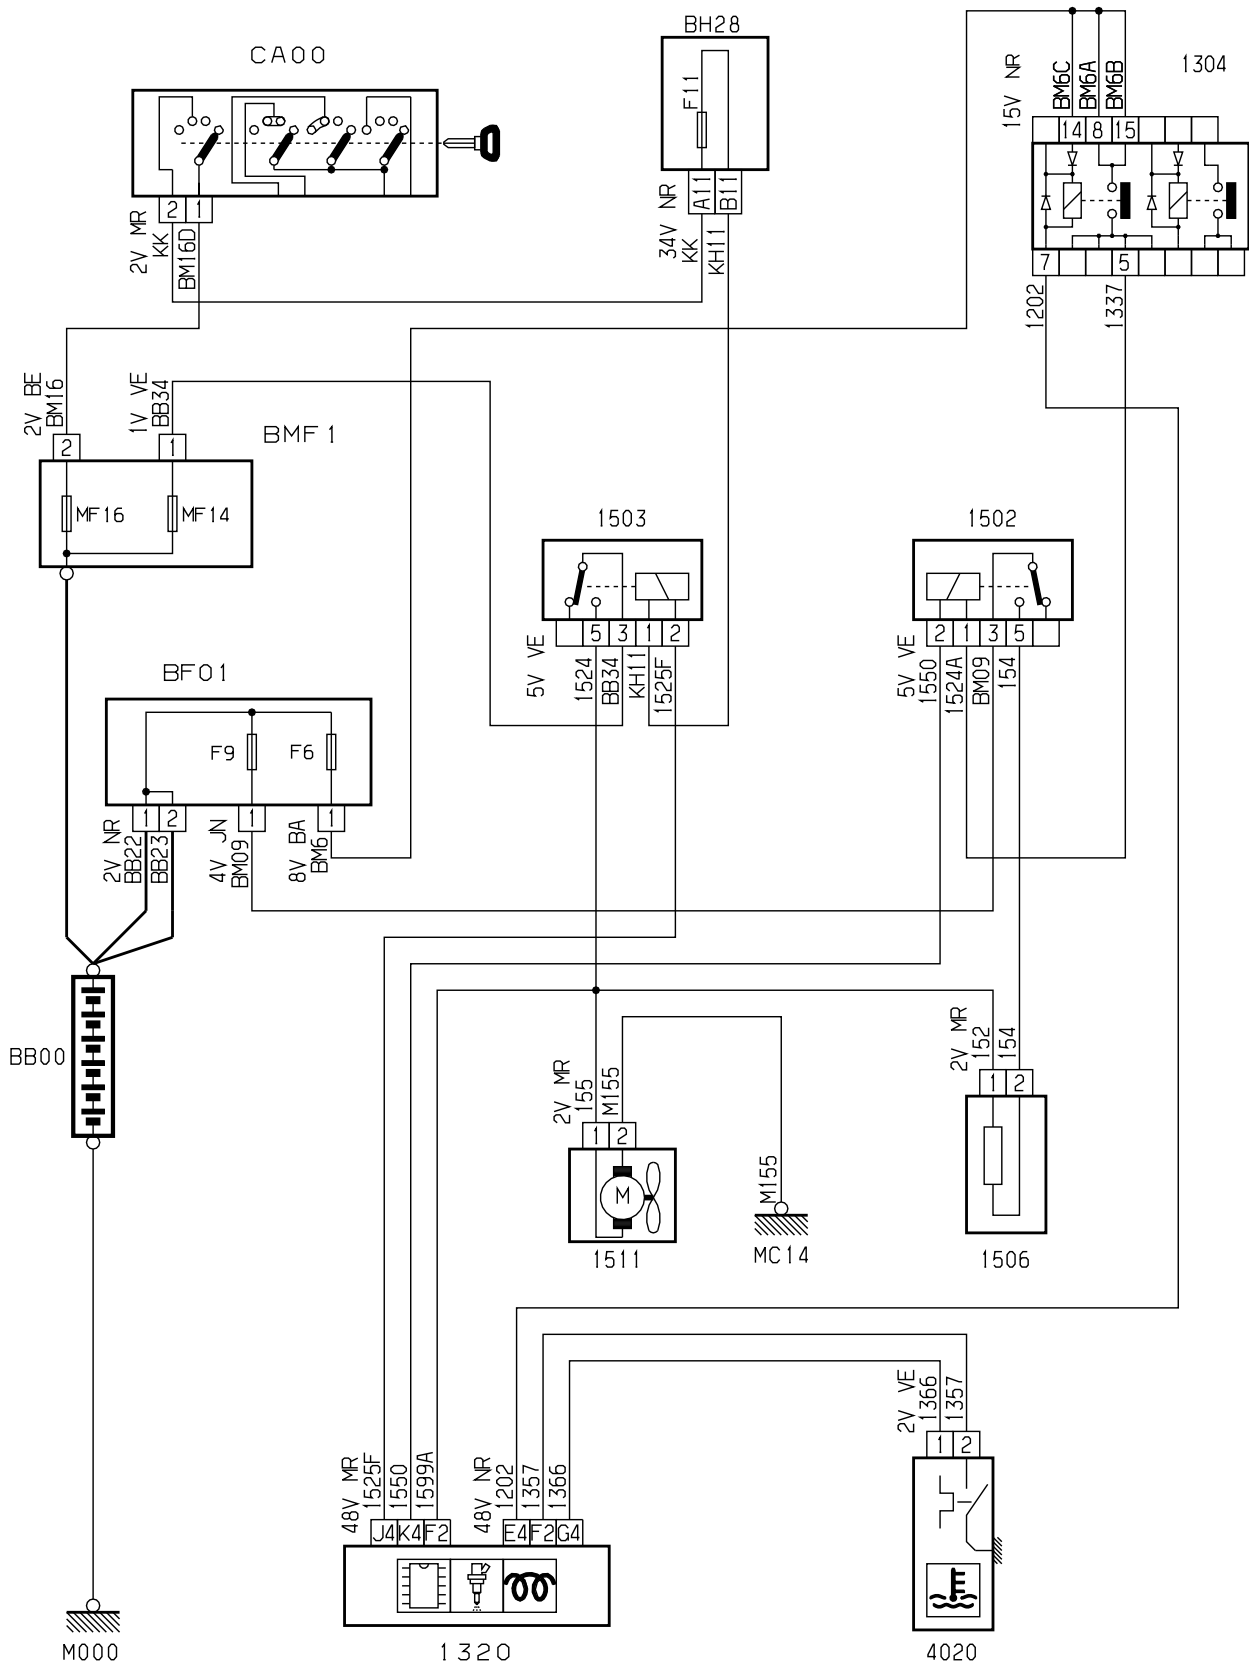 BH28
CA00
1304
15V NR
BM6C
BM6A
BM6B
F11
14 8 15
A11 B11
2 1
2V MR
KK
BM16D
34V NR
KK
KH11
7 5
1202
1337
2V BE
BM16
1V VE
BB34
BMF1
2 1
MF16 MF14
1503
1502
5 3 1 2
2 1 3 5
5V VE
1524
BB34
KH11
1525F
5V VE
1550
1524A
BM09
154
BF01
F9 F6
1 2 1 1
2V NR
BB22
BB23
4V JN
BM09
8V BA
BM6
BB00
2V MR
155
M155
2V MR
152
154
1 2
1 2
M
M155
1511
MC14
1506
2V VE
1366
1357
1 2
48V MR
1525F
1550
1599A
48V NR
1202
1357
1366
J4 K4 F2 E4 F2 G4
M000
1320
4020